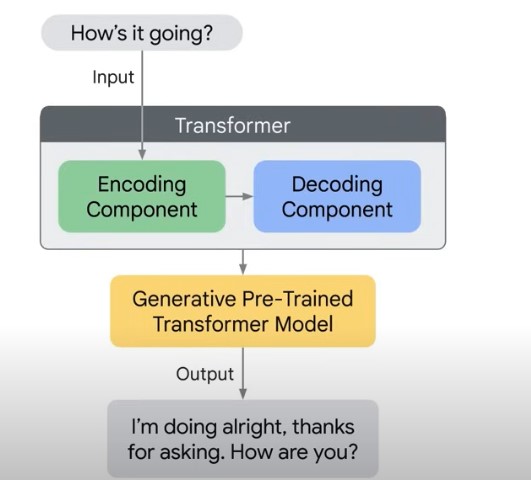 How's it going?
Input
Transformer
Encoding
Component
Decoding
Component
Generative Pre-Trained
Transformer Model
Output
I'm doing alright, thanks
for asking. How are you?